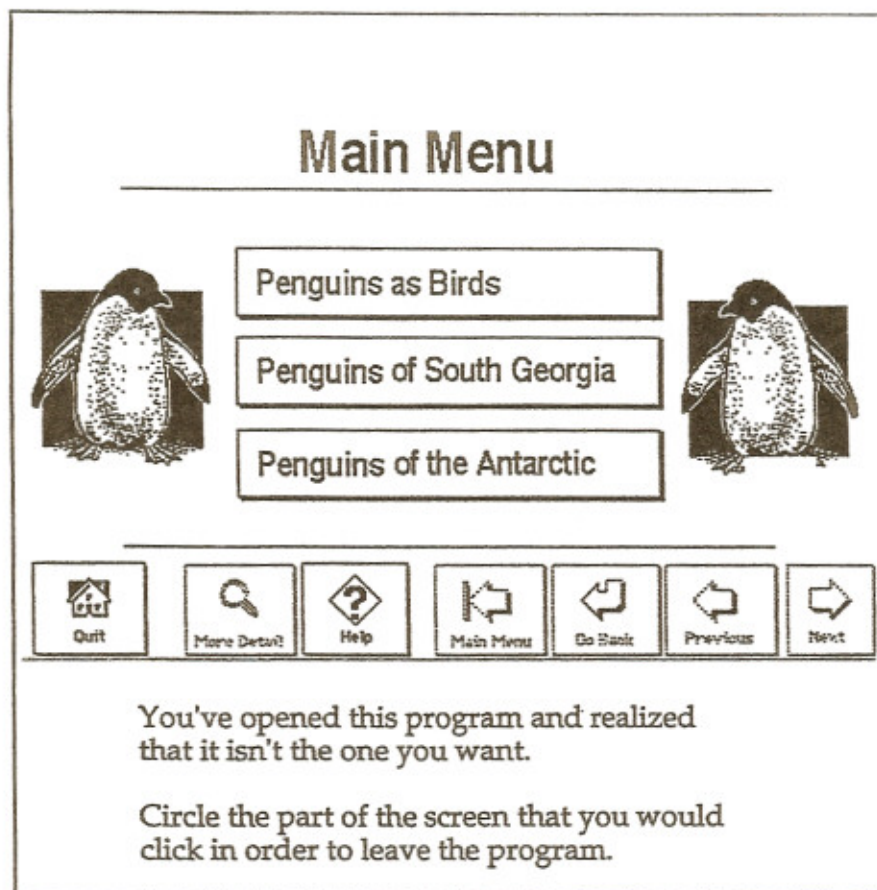 Main Menu
Penguins as Birds
Penguins of South Georgia
Penguins of the Antarctic
Quit
More Detail
Help
Main Menu
Go Back
Previous
Next
You've opened this program and realized
that it isn't the one you want.
Circle the part of the screen that you would
click in order to leave the program.